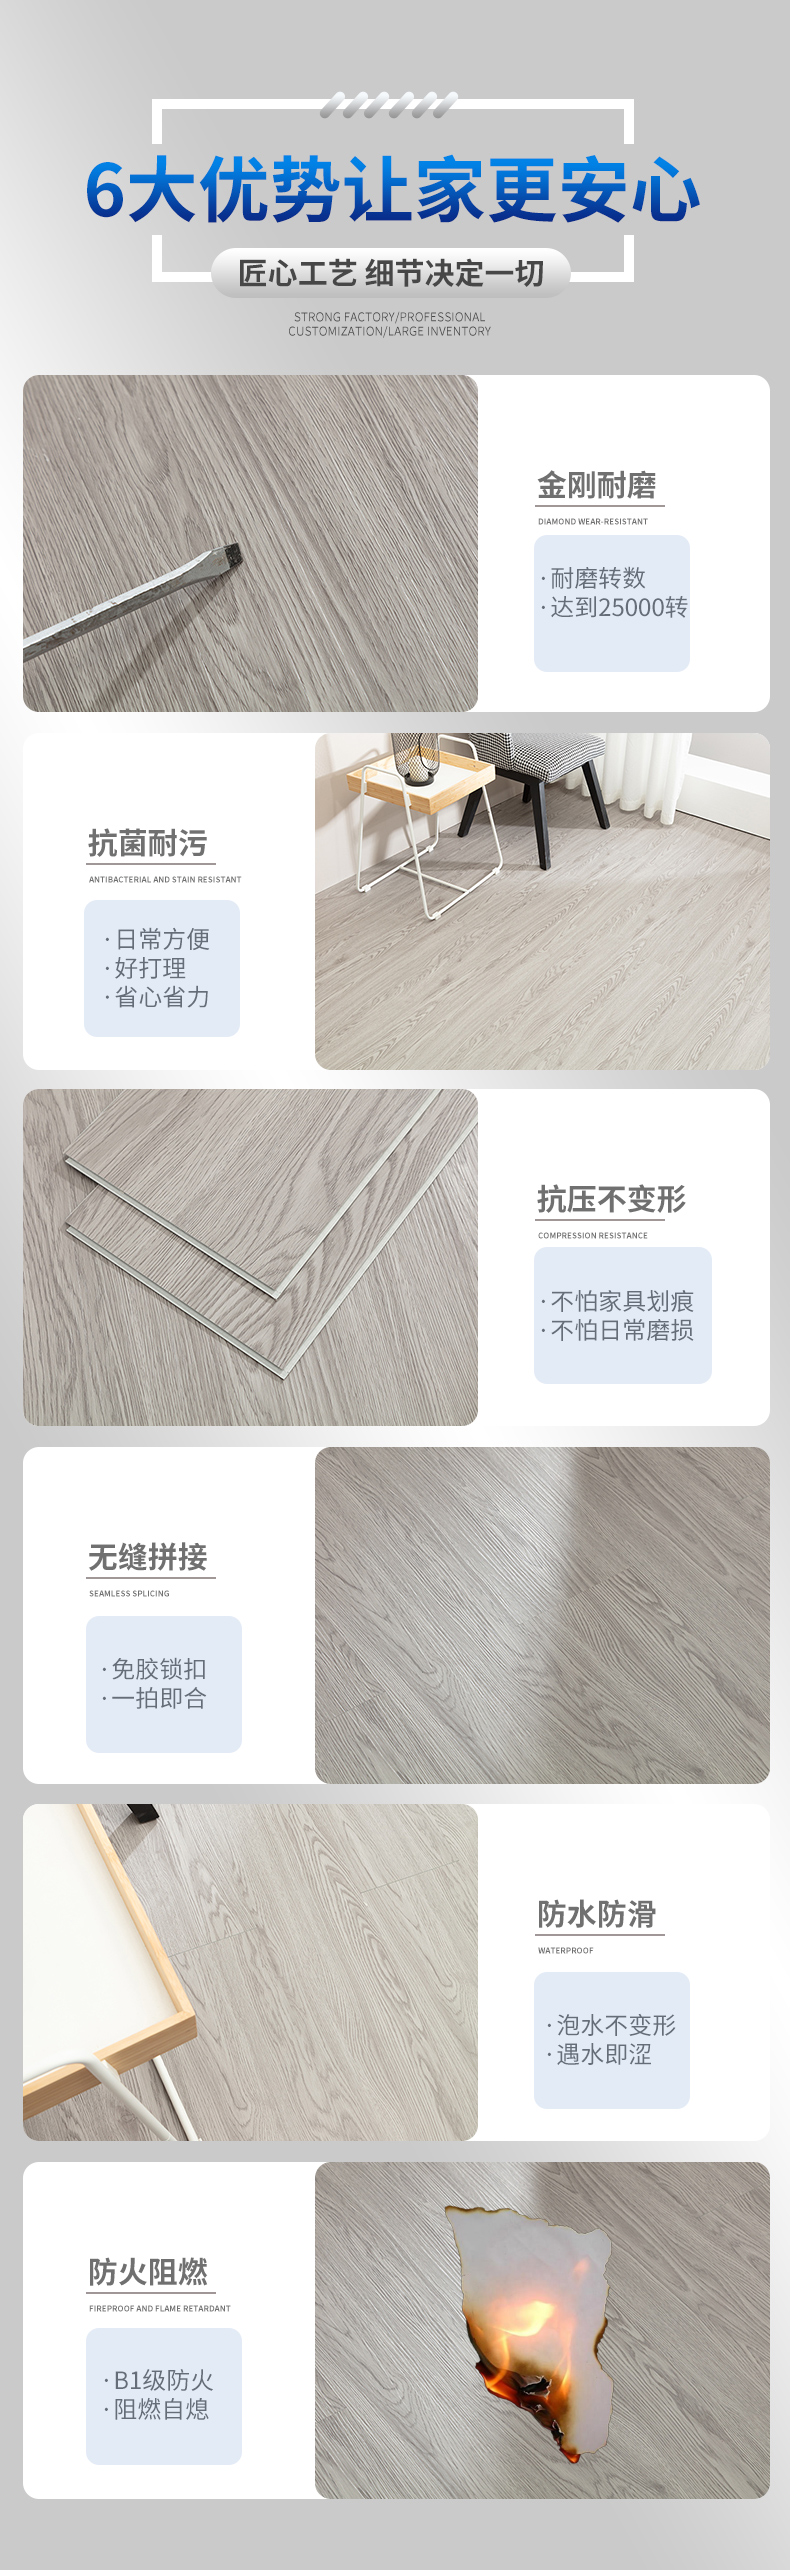 6大优势让家更安心
匠心工艺 细节决定一切
STRONG FACTORY/PROFESSIONAL
CUSTOMIZATION/LARGE INVENTORY
金刚耐磨
DIAMOND WEAR-RESISTANT
·耐磨转数
·达到25000转
抗菌耐污
ANTIBACTERIAL AND STAIN RESISTANT
·日常方便
·好打理
·省心省力
抗压不变形
COMPRESSION RESISTANCE
·不怕家具划痕
·不怕日常磨损
无缝拼接
SEAMLESS SPLICING
·免胶锁扣
·一拍即合
防水防滑
WATERPROOF
·泡水不变形
·遇水即涩
防火阻燃
FIREPROOF AND FLAME RETARDANT
·B1级防火
·阻燃自熄